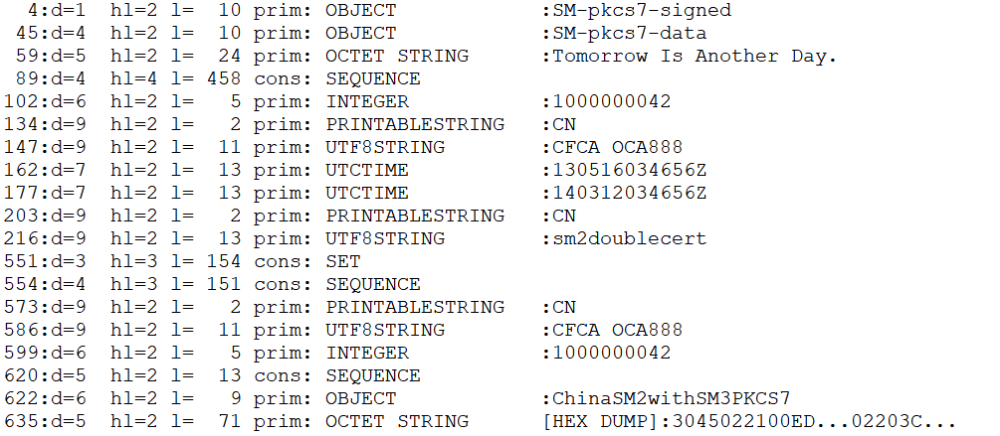 4:d=1 hl=2 l= 10 prim: OBJECT :SM-pkcs7-signed
45:d=4 hl=2 l= 10 prim: OBJECT :SM-pkcs7-data
59:d=5 hl=2 l= 24 prim: OCTET STRING :Tomorrow Is Another Day.
89:d=4 hl=4 l= 458 cons: SEQUENCE
102:d=6 hl=2 l= 5 prim: INTEGER :1000000042
134:d=9 hl=2 l= 2 prim: PRINTABLESTRING :CN
147:d=9 hl=2 l= 11 prim: UTF8STRING :CFCA OCA888
162:d=7 hl=2 l= 13 prim: UTCTIME :130516034656Z
177:d=7 hl=2 l= 13 prim: UTCTIME :140312034656Z
203:d=9 hl=2 l= 2 prim: PRINTABLESTRING :CN
216:d=9 hl=2 l= 13 prim: UTF8STRING :sm2doublecert
551:d=3 hl=3 l= 154 cons: SET
554:d=4 hl=3 l= 151 cons: SEQUENCE
573:d=9 hl=2 l= 2 prim: PRINTABLESTRING :CN
586:d=9 hl=2 l= 11 prim: UTF8STRING :CFCA OCA888
599:d=6 hl=2 l= 5 prim: INTEGER :1000000042
620:d=5 hl=2 l= 13 cons: SEQUENCE
622:d=6 hl=2 l= 9 prim: OBJECT :ChinaSM2withSM3PKCS7
635:d=5 hl=2 l= 71 prim: OCTET STRING [HEX DUMP]:3045022100ED...02203C...